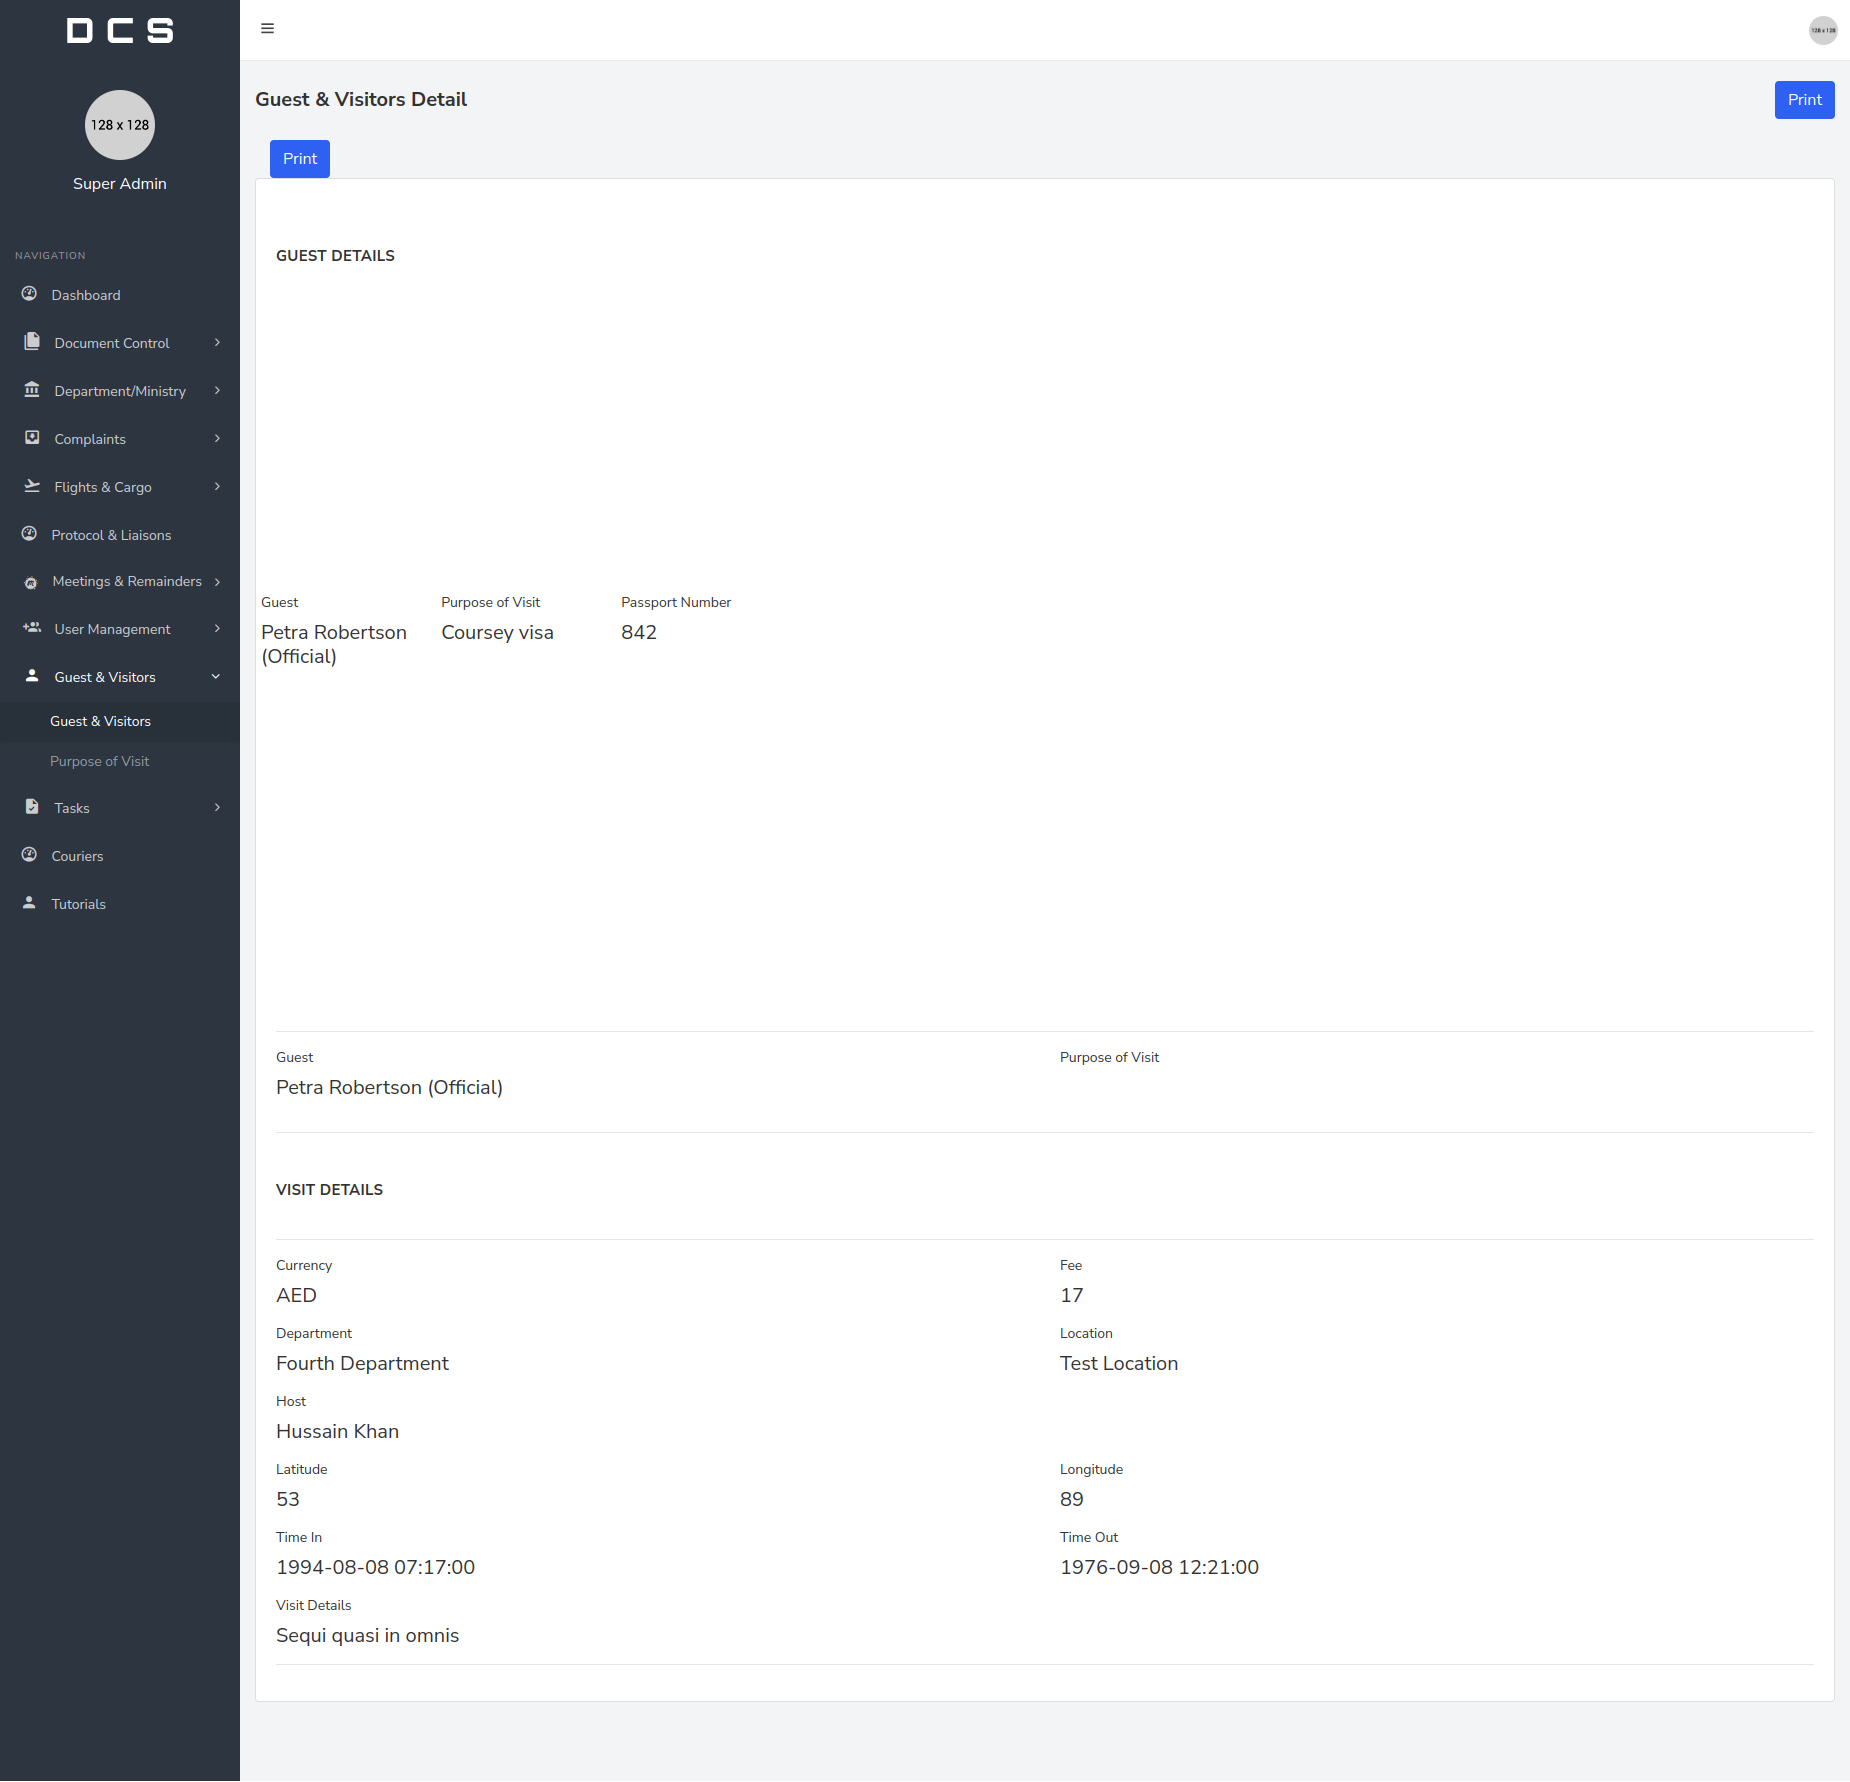 DCS
128 x 128
Super Admin
NAVIGATION
Dashboard
Document Control
Department/Ministry
Complaints
Flights & Cargo
Protocol & Liaisons
Meetings & Remainders
User Management
Guest & Visitors
Guest & Visitors
Purpose of Visit
Tasks
Couriers
Tutorials
128 x 128
Guest & Visitors Detail
Print
Print
GUEST DETAILS
Guest
Petra Robertson
(Official)
Purpose of Visit
Coursey visa
Passport Number
842
Guest
Petra Robertson (Official)
Purpose of Visit
VISIT DETAILS
Currency
AED
Fee
17
Department
Fourth Department
Location
Test Location
Host
Hussain Khan
Latitude
53
Longitude
89
Time In
1994-08-08 07:17:00
Time Out
1976-09-08 12:21:00
Visit Details
Sequi quasi in omnis